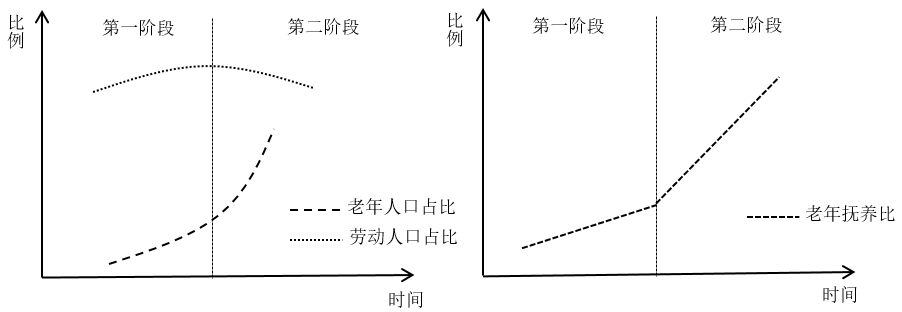 比例
第一阶段
第二阶段
老年人口占比
劳动人口占比
时间
比例
第一阶段
第二阶段
老年抚养比
时间